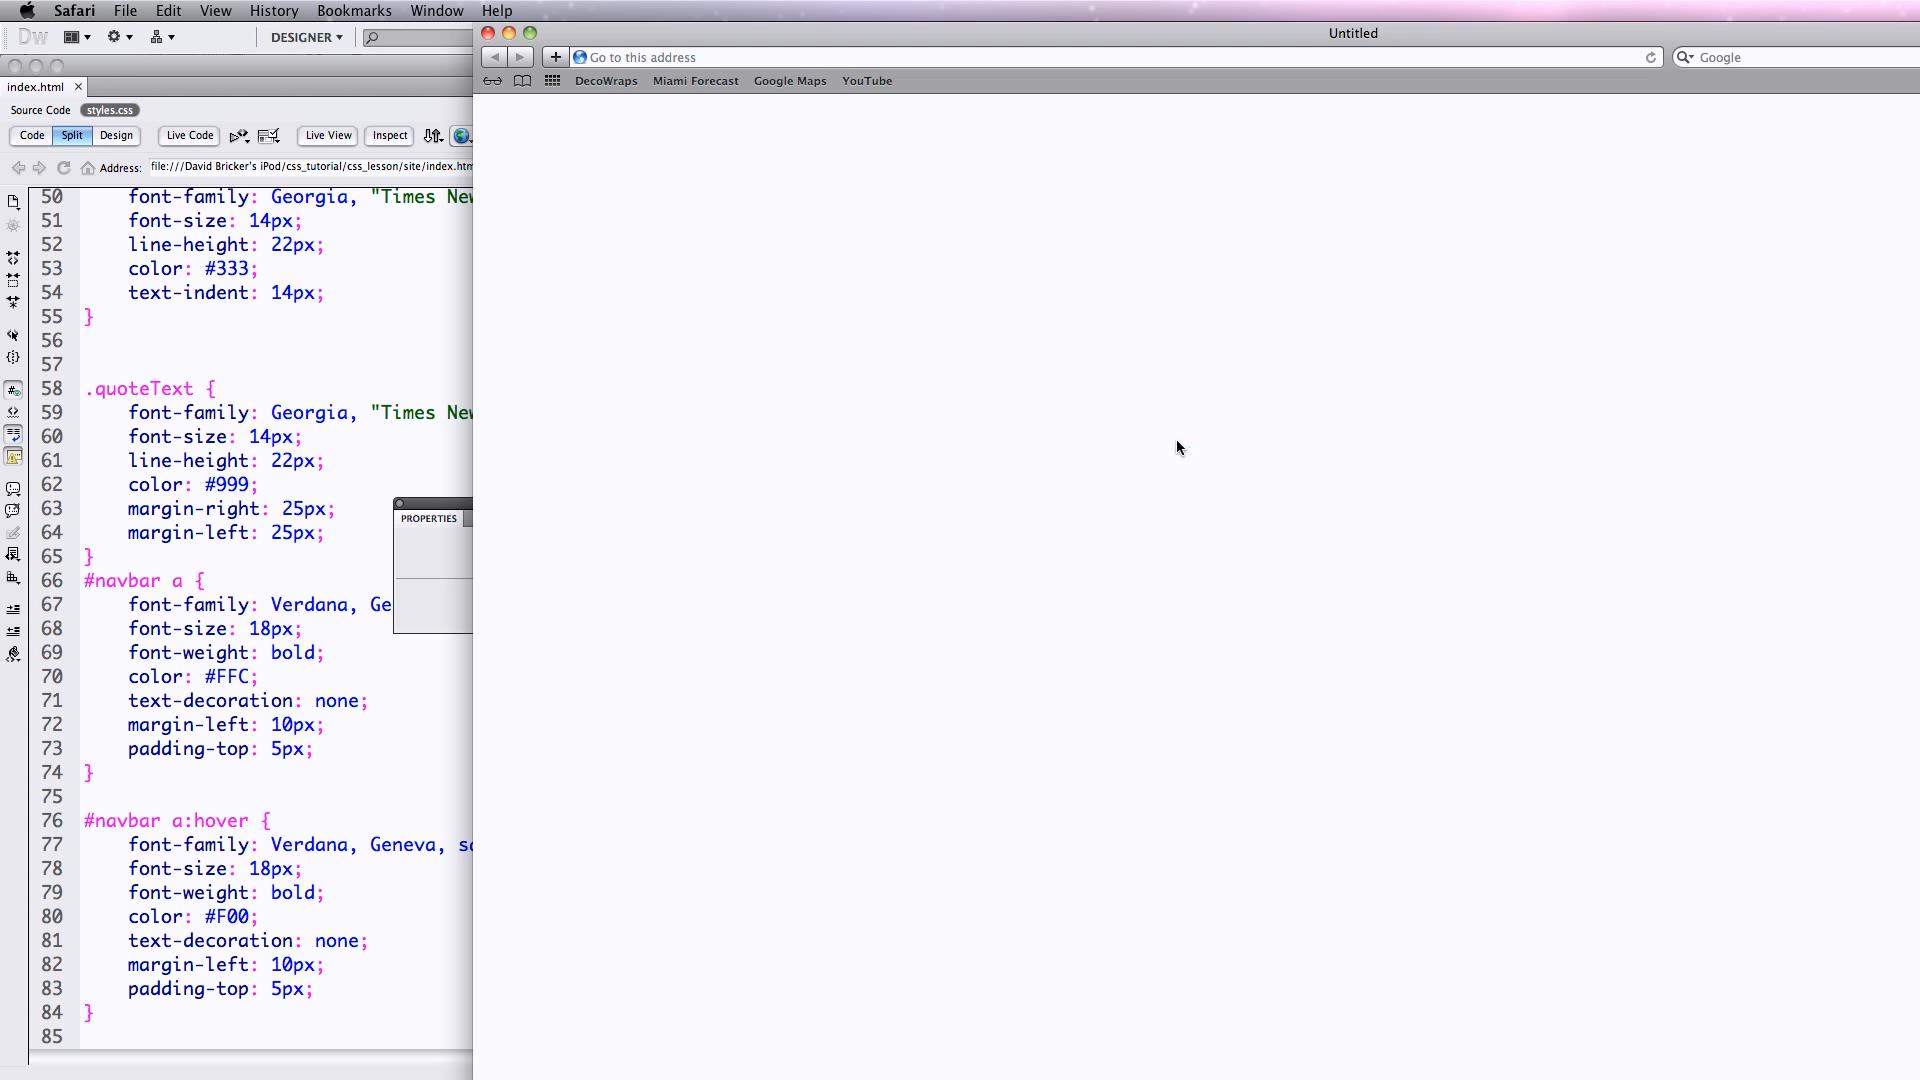 Safari File Edit View History Bookmarks Window Help
Dw DESIGNER
Untitled
Go to this address
Google
DecoWraps Miami Forecast Google Maps YouTube
index.html
Source Code styles.css
Code Split Design Live Code Live View Inspect
Address: file:///David Bricker's iPod/css_tutorial/css_lesson/site/index.htm
50 font-family: Georgia, "Times New
51 font-size: 14px;
52 line-height: 22px;
53 color: #333;
54 text-indent: 14px;
55 }
56
57
58 .quoteText {
59 font-family: Georgia, "Times New
60 font-size: 14px;
61 line-height: 22px;
62 color: #999;
63 margin-right: 25px;
64 margin-left: 25px;
65 }
66 #navbar a {
67 font-family: Verdana, Ge
68 font-size: 18px;
69 font-weight: bold;
70 color: #FFC;
71 text-decoration: none;
72 margin-left: 10px;
73 padding-top: 5px;
74 }
75
76 #navbar a:hover {
77 font-family: Verdana, Geneva, sa
78 font-size: 18px;
79 font-weight: bold;
80 color: #F00;
81 text-decoration: none;
82 margin-left: 10px;
83 padding-top: 5px;
84 }
85
PROPERTIES